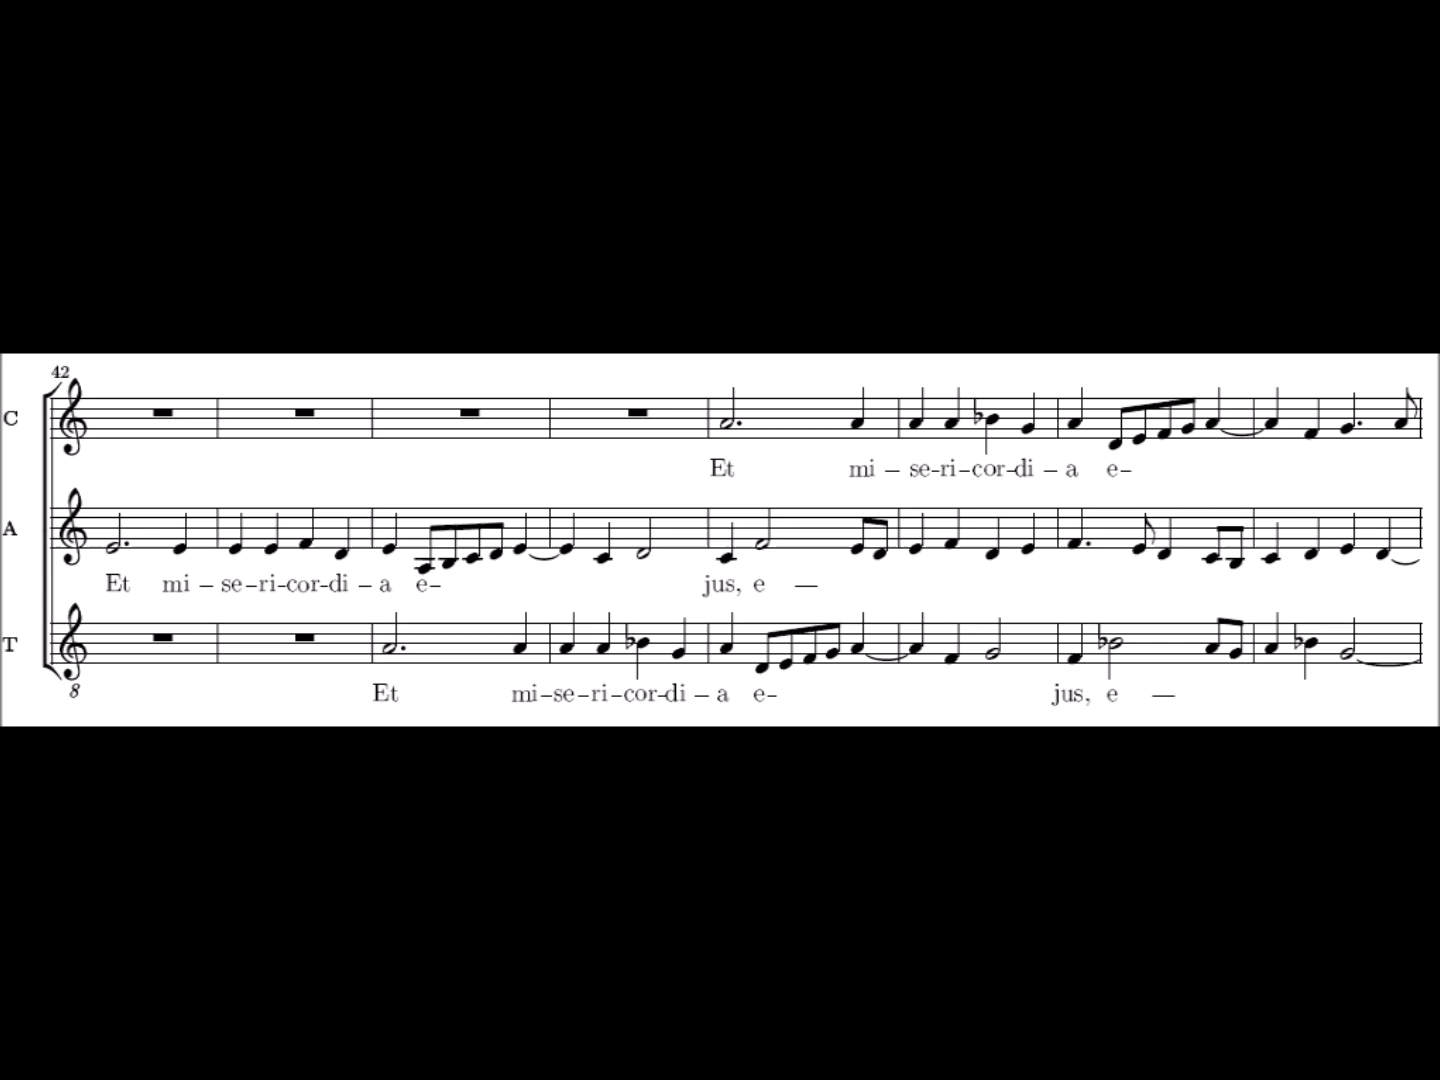 42
C
Et mi – se–ri–cor–di – a e–
A
Et mi – se–ri–cor–di – a e– jus, e —
T
8
Et mi–se–ri–cor–di – a e– jus, e —